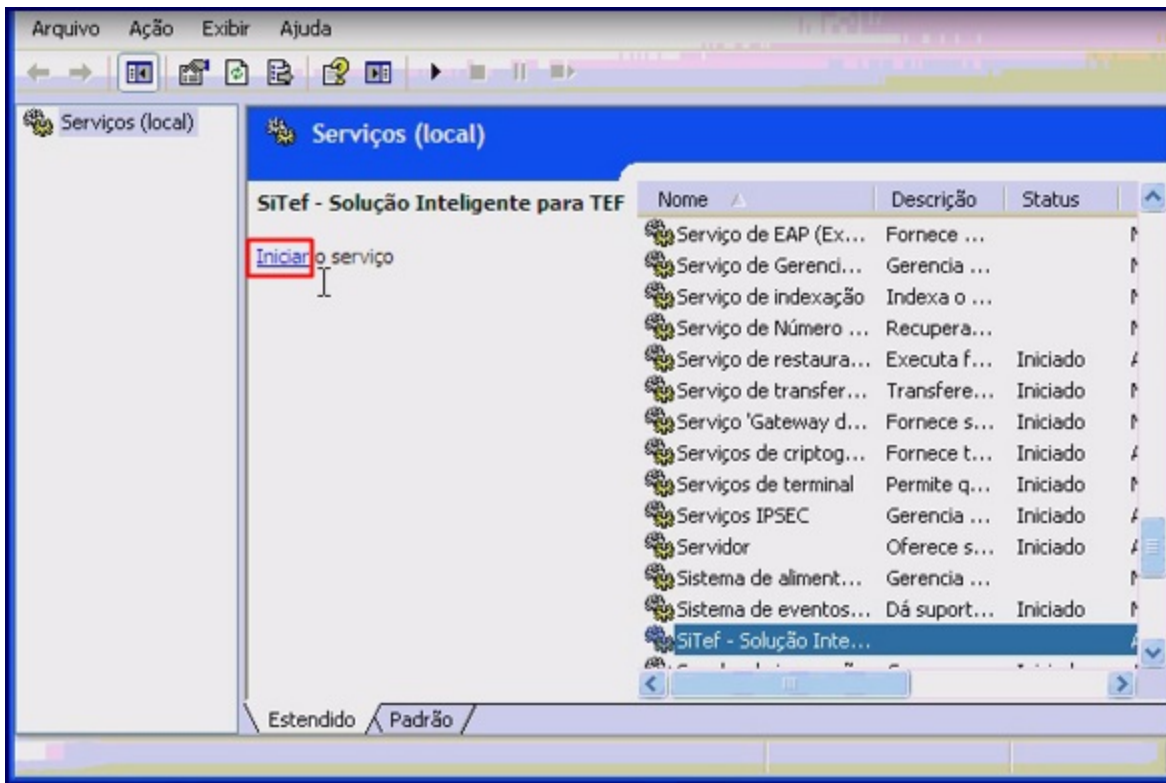 Arquivo Ação Exibir Ajuda
Serviços (local)
Serviços (local)
SiTef - Solução Inteligente para TEF
Iniciar o serviço
Nome Descrição Status
Serviço de EAP (Ex... Fornece ...
Serviço de Gerenci... Gerencia ...
Serviço de indexação Indexa o ...
Serviço de Número ... Recupera...
Serviço de restaura... Executa f... Iniciado
Serviço de transfer... Transfere... Iniciado
Serviço 'Gateway d... Fornece s... Iniciado
Serviços de criptog... Fornece t... Iniciado
Serviços de terminal Permite q... Iniciado
Serviços IPSEC Gerencia ... Iniciado
Servidor Oferece s... Iniciado
Sistema de aliment... Gerencia ...
Sistema de eventos... Dá suport... Iniciado
SiTef - Solução Inte...
Estendido Padrão